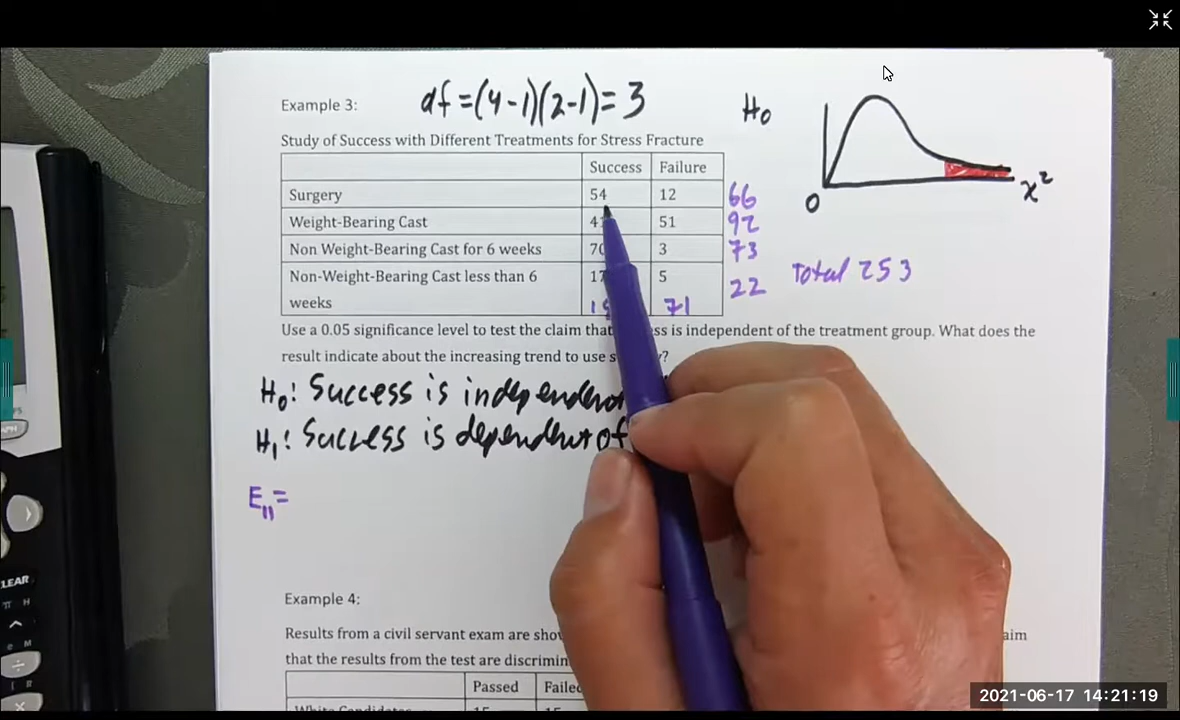 Example 3: df = (4-1)(2-1) = 3
H₀
Study of Success with Different Treatments for Stress Fracture
Success Failure
Surgery 54 12 66
Weight-Bearing Cast 51 92
Non Weight-Bearing Cast for 6 weeks 70 3 73
Non-Weight-Bearing Cast less than 6 17 5 22
weeks 71
Total 253
0 x²
Use a 0.05 significance level to test the claim that is independent of the treatment group. What does the
result indicate about the increasing trend to use
H₀: Success is
H₁: Success is dependent of
E₁₁ =
Example 4:
Results from a civil servant exam are
that the results from the test are
Passed
LEAR
2021-06-17 14:21:19